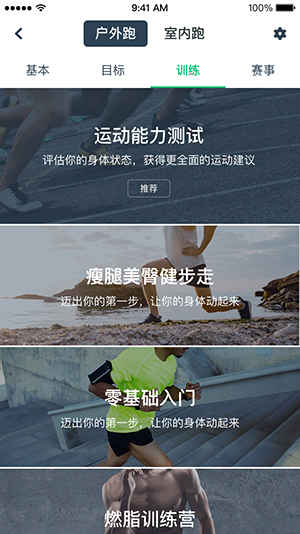 9:41 AM
100%
户外跑
室内跑
基本
目标
训练
赛事
运动能力测试
评估你的身体状态，获得更全面的运动建议
推荐
瘦腿美臀健步走
迈出你的第一步，让你的身体动起来
零基础入门
迈出你的第一步，让你的身体动起来
燃脂训练营